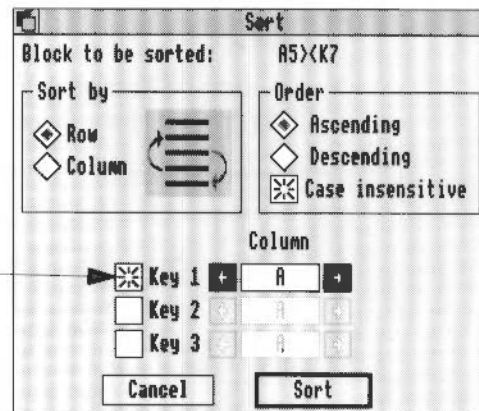 Sort
Block to be sorted: A5><K7
Sort by
Row
Column
Order
Ascending
Descending
Case insensitive
Column
Key 1 A
Key 2 A
Key 3 A
Cancel
Sort